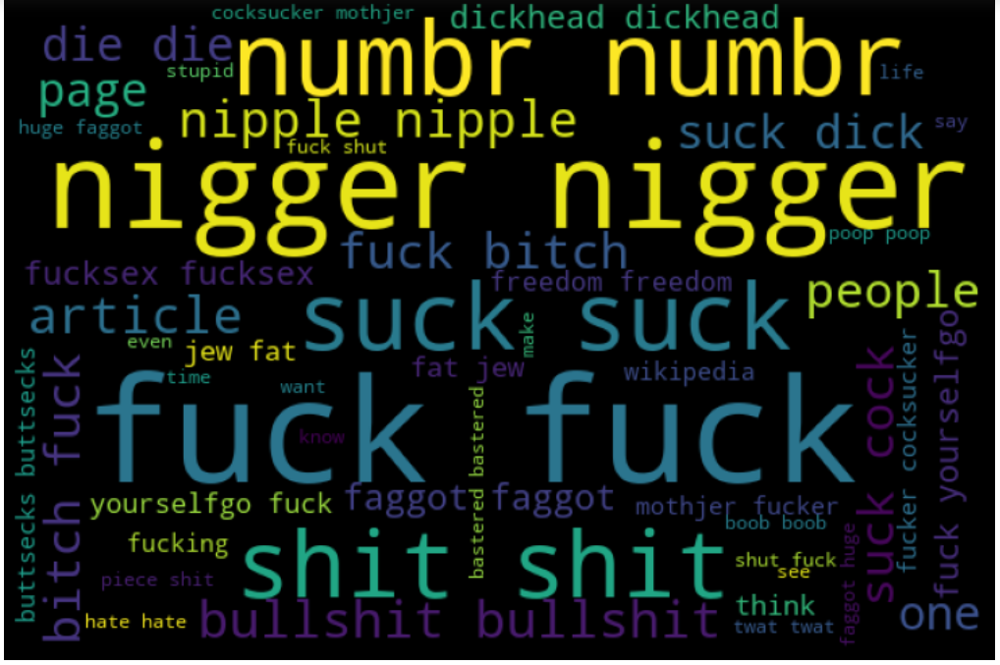 cocksucker mothjer
dickhead dickhead
die die
numbr numbr
stupid
life
page
huge faggot
nipple nipple
suck dick
say
fuck shut
nigger nigger
poop poop
fuck bitch
fucksex fucksex
freedom freedom
people
article
suck suck
make
even
jew fat
fat jew
wikipedia
time
want
fuck fuck
know
buttsecks buttsecks
bitch fuck
bastered bastered
suck cock
fucker cocksucker
fuck yourselfgo
yourselfgo fuck
faggot faggot
mothjer fucker
boob boob
fucking
shit shit
shut fuck
see
faggot huge
piece shit
think
one
hate hate
bullshit bullshit
twat twat